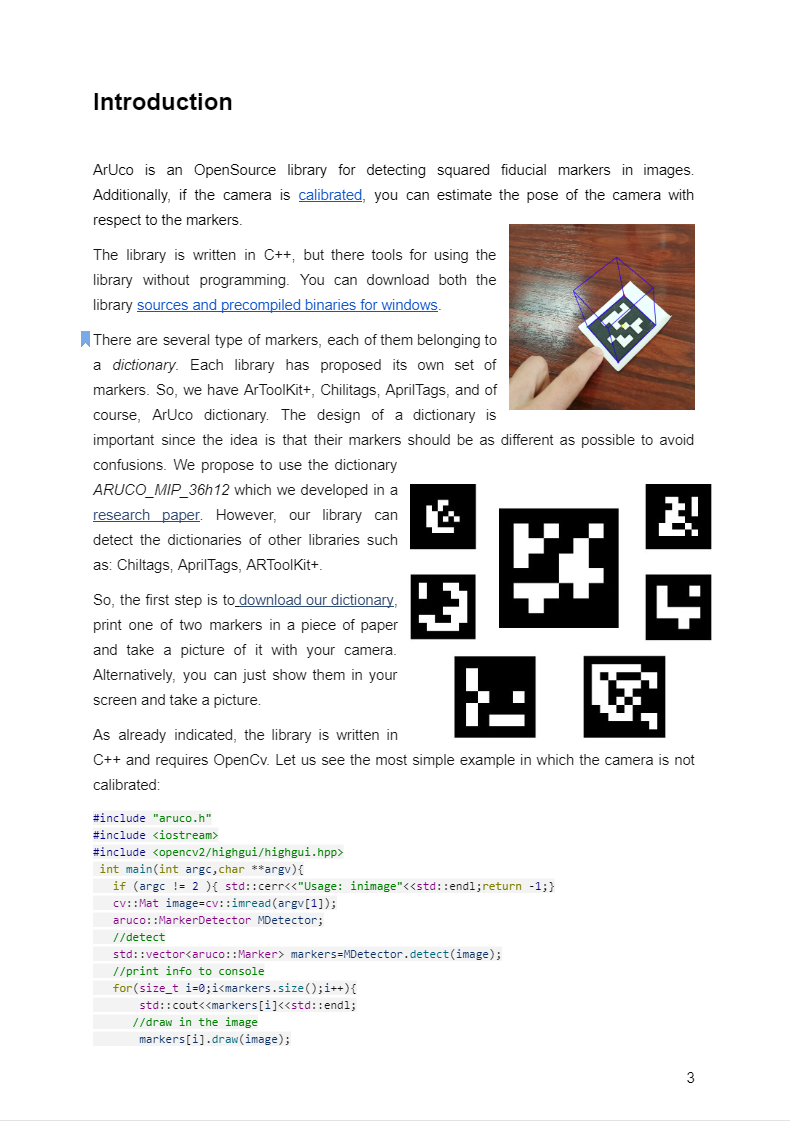 Introduction
ArUco is an OpenSource library for detecting squared fiducial markers in images.
Additionally, if the camera is calibrated, you can estimate the pose of the camera with
respect to the markers.
The library is written in C++, but there tools for using the
library without programming. You can download both the
library sources and precompiled binaries for windows.
There are several type of markers, each of them belonging to
a dictionary. Each library has proposed its own set of
markers. So, we have ArToolKit+, Chilitags, AprilTags, and of
course, ArUco dictionary. The design of a dictionary is
important since the idea is that their markers should be as different as possible to avoid
confusions. We propose to use the dictionary
ARUCO_MIP_36h12 which we developed in a
research paper. However, our library can
detect the dictionaries of other libraries such
as: Chiltags, AprilTags, ARToolKit+.
So, the first step is to download our dictionary,
print one of two markers in a piece of paper
and take a picture of it with your camera.
Alternatively, you can just show them in your
screen and take a picture.
As already indicated, the library is written in
C++ and requires OpenCv. Let us see the most simple example in which the camera is not
calibrated:
#include "aruco.h"
#include <iostream>
#include <opencv2/highgui/highgui.hpp>
int main(int argc,char **argv){
if (argc != 2 ){ std::cerr<<"Usage: inimage"<<std::endl;return -1;}
cv::Mat image=cv::imread(argv[1]);
aruco::MarkerDetector MDetector;
//detect
std::vector<aruco::Marker> markers=MDetector.detect(image);
//print info to console
for(size_t i=0;i<markers.size();i++){
std::cout<<markers[i]<<std::endl;
//draw in the image
markers[i].draw(image);
3